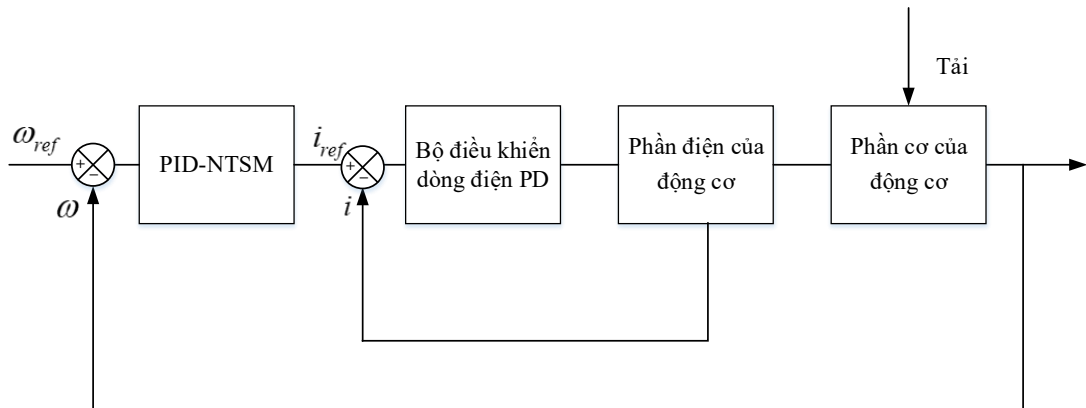 Tải
ω_ref
+
−
ω
PID-NTSM
i_ref
+
−
i
Bộ điều khiển
dòng điện PD
Phần điện của
động cơ
Phần cơ của
động cơ